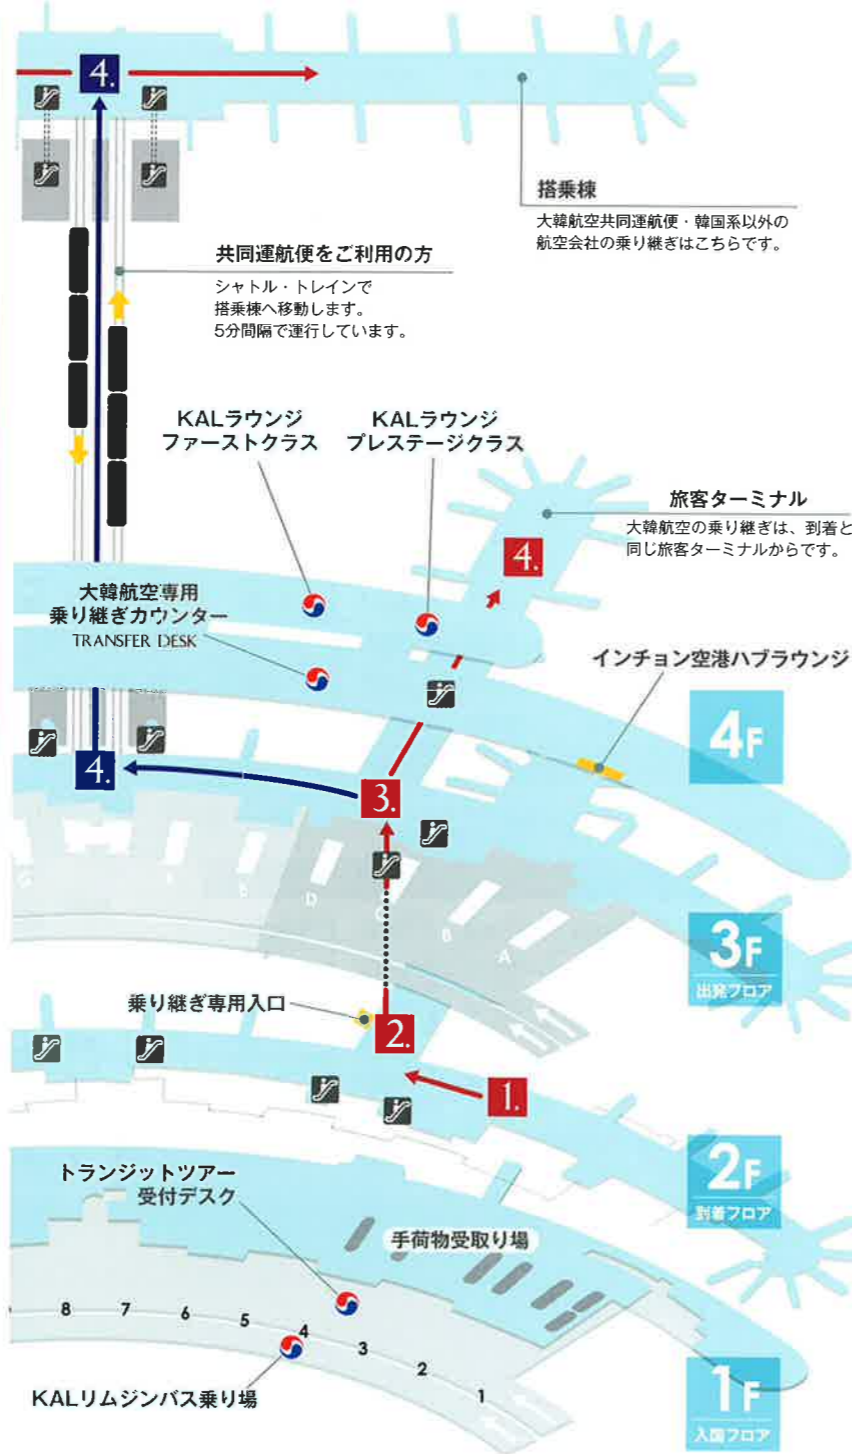 4.
搭乗棟
大韓航空共同運航便・韓国系以外の
航空会社の乗り継ぎはこちらです。
共同運航便をご利用の方
シャトル・トレインで
搭乗棟へ移動します。
5分間隔で運行しています。
KALラウンジ
ファーストクラス
KALラウンジ
プレステージクラス
旅客ターミナル
大韓航空の乗り継ぎは、到着と
同じ旅客ターミナルからです。
4.
大韓航空専用
乗り継ぎカウンター
TRANSFER DESK
インチョン空港ハブラウンジ
4F
4.
3.
D
C
B
A
3F
出発フロア
乗り継ぎ専用入口
2.
1.
2F
到着フロア
トランジットツアー
受付デスク
手荷物受取り場
8
7
6
5
4
3
2
1
KALリムジンバス乗り場
1F
入国フロア